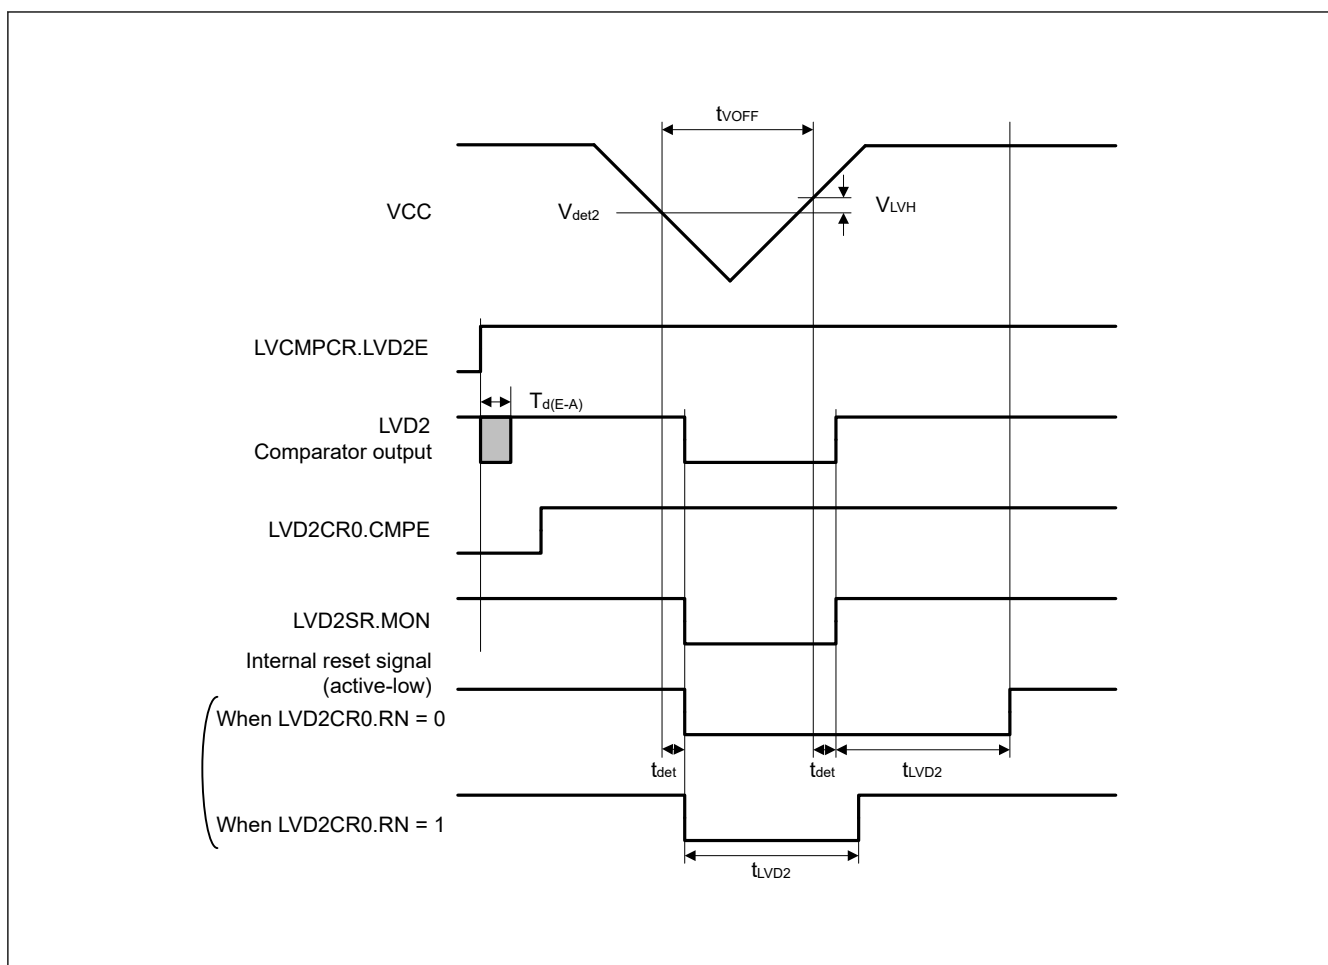 tVOFF
VCC
Vdet2
VLVH
LVCMPCR.LVD2E
Td(E-A)
LVD2
Comparator output
LVD2CR0.CMPE
LVD2SR.MON
Internal reset signal
(active-low)
When LVD2CR0.RN = 0
tdet
tdet
tLVD2
When LVD2CR0.RN = 1
tLVD2